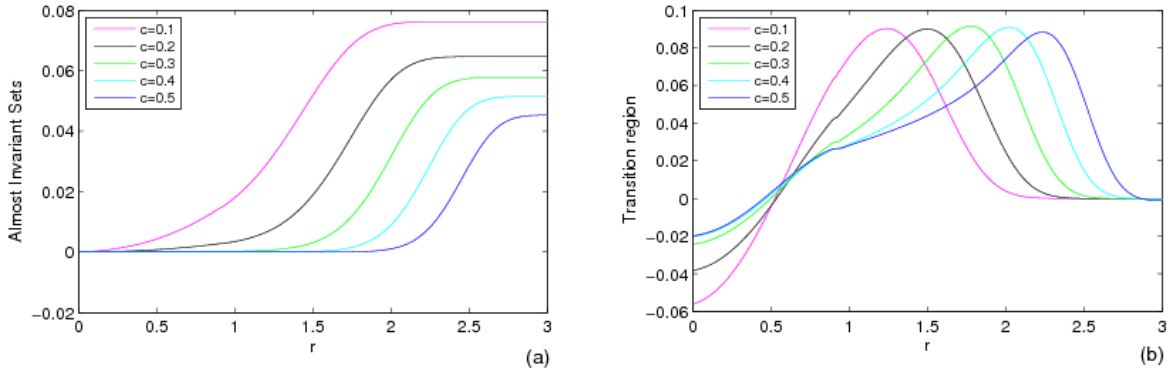 Almost Invariant Sets
0.08
0.06
0.04
0.02
0
−0.02
c=0.1
c=0.2
c=0.3
c=0.4
c=0.5
0 0.5 1 1.5 2 2.5 3
r
(a)
Transition region
0.1
0.08
0.06
0.04
0.02
0
−0.02
−0.04
−0.06
c=0.1
c=0.2
c=0.3
c=0.4
c=0.5
0 0.5 1 1.5 2 2.5 3
r
(b)